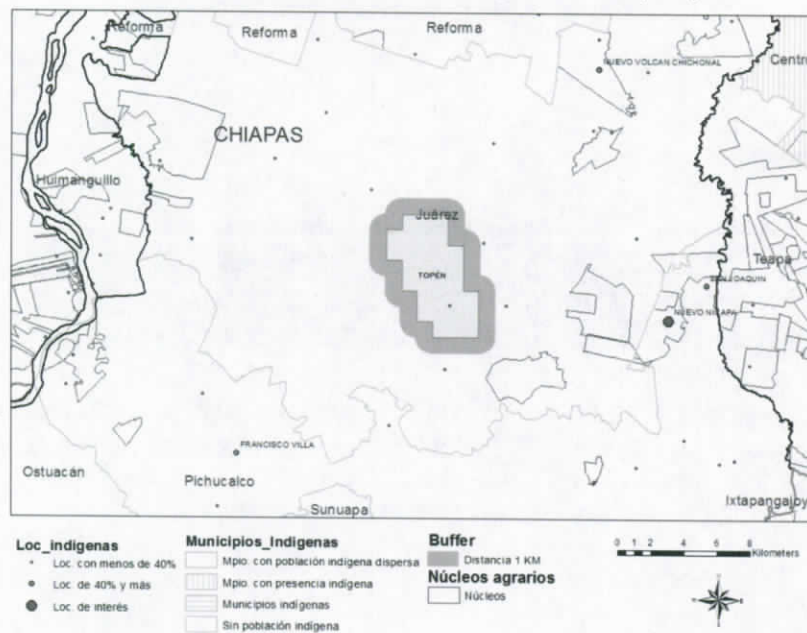 Reforma
Reforma
Reforma
NUEVO VOLCAN CHICHONAL
Centro
CHIAPAS
Huimanguillo
Juárez
TOPÉN
Teapa
SAN JOAQUIN
NUEVO NICAPA
FRANCISCO VILLA
Ostuacán
Pichucalco
Sunuapa
Ixtapangajoy
Loc_indigenas
Loc. con menos de 40%
Loc. de 40% y más
Loc. de interés
Municipios_Indigenas
Mpio. con población indígena dispersa
Mpio. con presencia indígena
Municipios indígenas
Sin población indígena
Buffer
Distancia 1 KM
Núcleos agrarios
Núcleos
0 1 2 4 6 8
Kilometers